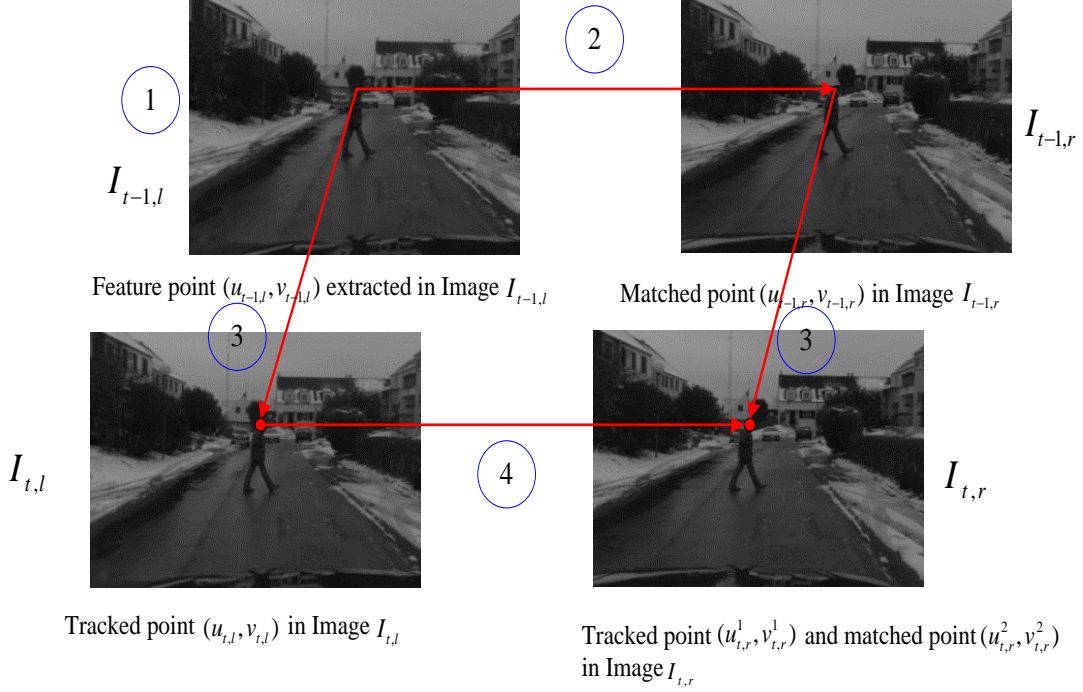 2
1
I_{t-1,r}
I_{t-1,l}
Feature point (u_{t-1,l}, v_{t-1,l}) extracted in Image I_{t-1,l}
Matched point (u_{t-1,r}, v_{t-1,r}) in Image I_{t-1,r}
3
3
I_{t,l}
4
I_{t,r}
Tracked point (u_{t,l}, v_{t,l}) in Image I_{t,l}
Tracked point (u^1_{t,r}, v^1_{t,r}) and matched point (u^2_{t,r}, v^2_{t,r})
in Image I_{t,r}